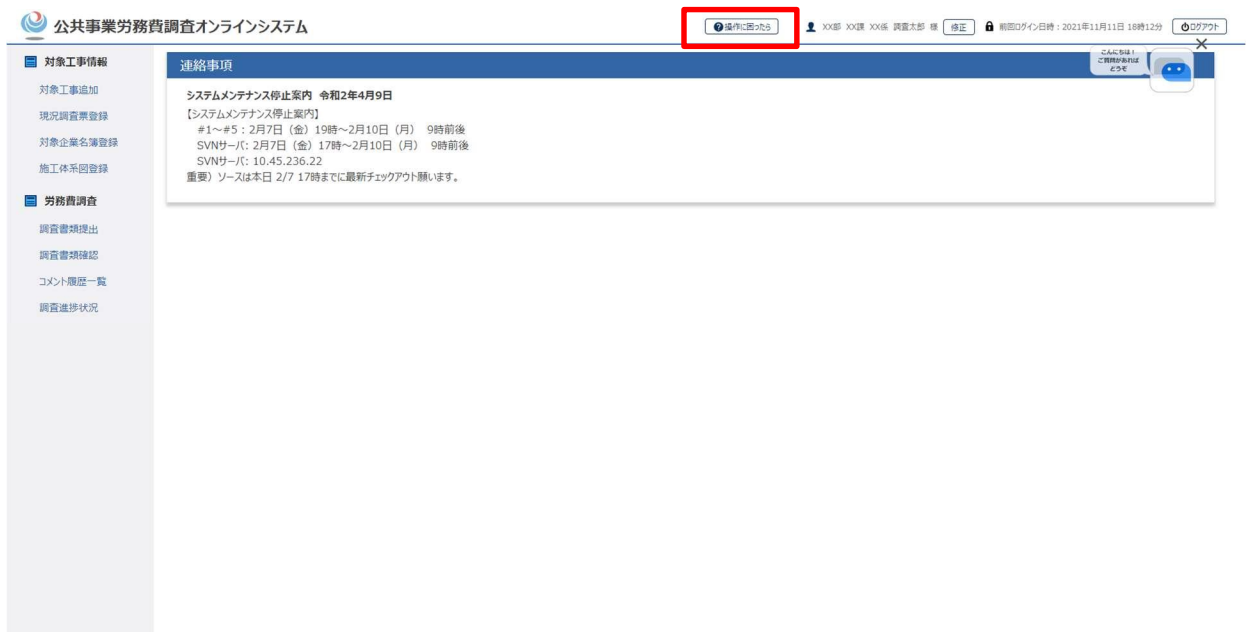 公共事業労務費調査オンラインシステム
操作に困ったら
XX部 XX課 XX係 調査太郎 様 修正
前回ログイン日時：2021年11月11日 18時12分
ログアウト
こんにちは！
ご質問があれば
どうぞ
対象工事情報
対象工事追加
現況調査票登録
対象企業名簿登録
施工体系図登録
労務費調査
調査書類提出
調査書類確認
コメント履歴一覧
調査進捗状況
連絡事項
システムメンテナンス停止案内 令和2年4月9日
【システムメンテナンス停止案内】
#1～#5：2月7日（金）19時～2月10日（月） 9時前後
SVNサーバ: 2月7日（金）17時～2月10日（月） 9時前後
SVNサーバ: 10.45.236.22
重要）ソースは本日 2/7 17時までに最新チェックアウト願います。